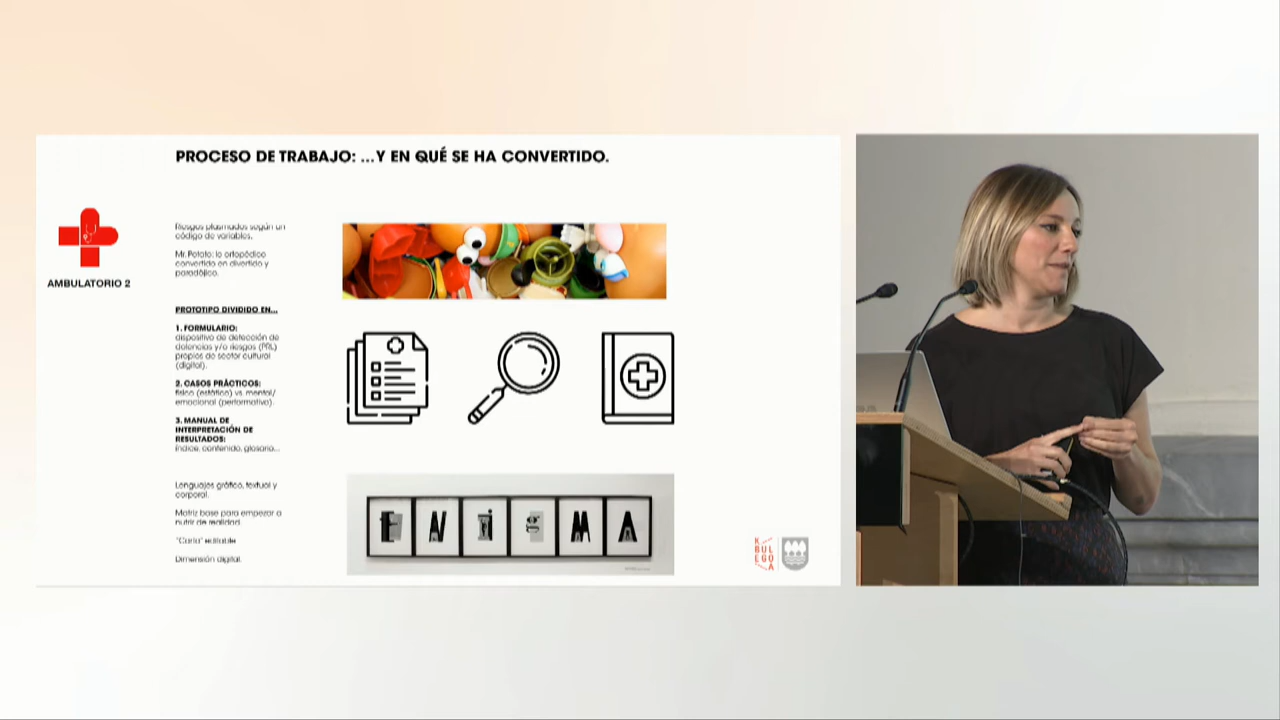 PROCESO DE TRABAJO: ...Y EN QUÉ SE HA CONVERTIDO.
AMBULATORIO 2
Riesgos plasmados según un
código de variables.
Mr. Potato: lo ortopédico
convertido en divertido y
paradójico.
PROTOTIPO DIVIDIDO EN...
1. FORMULARIO:
dispositivo de detección de
dolencias y/o riesgos (PRL)
propios de sector cultural
(digital).
2. CASOS PRÁCTICOS:
físico (estático) vs. mental/
emocional (performativo).
3. MANUAL DE
INTERPRETACIÓN DE
RESULTADOS:
índice, contenido, glosario...
Lenguajes gráfico, textual y
corporal.
Matriz base para empezar a
nutrir de realidad.
editable
Dimensión digital.
ENigMA